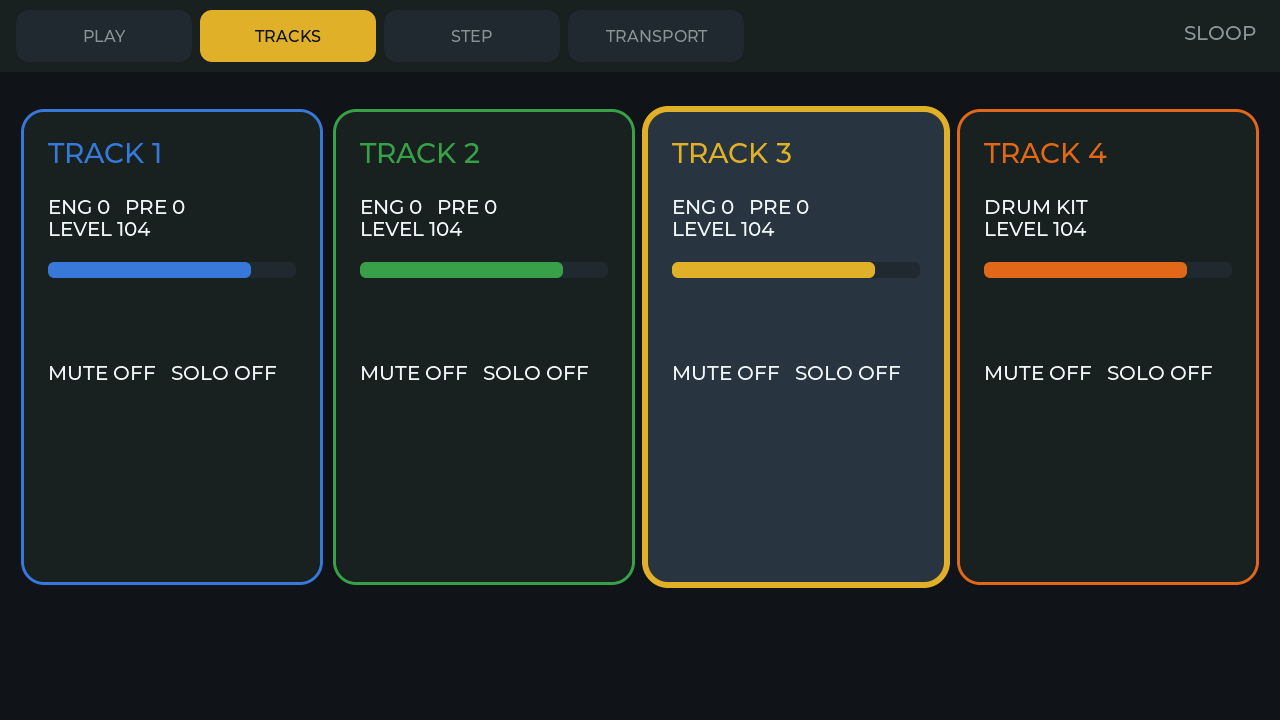 PLAY
TRACKS
STEP
TRANSPORT
SLOOP
TRACK 1
ENG 0 PRE 0
LEVEL 104
MUTE OFF SOLO OFF
TRACK 2
ENG 0 PRE 0
LEVEL 104
MUTE OFF SOLO OFF
TRACK 3
ENG 0 PRE 0
LEVEL 104
MUTE OFF SOLO OFF
TRACK 4
DRUM KIT
LEVEL 104
MUTE OFF SOLO OFF